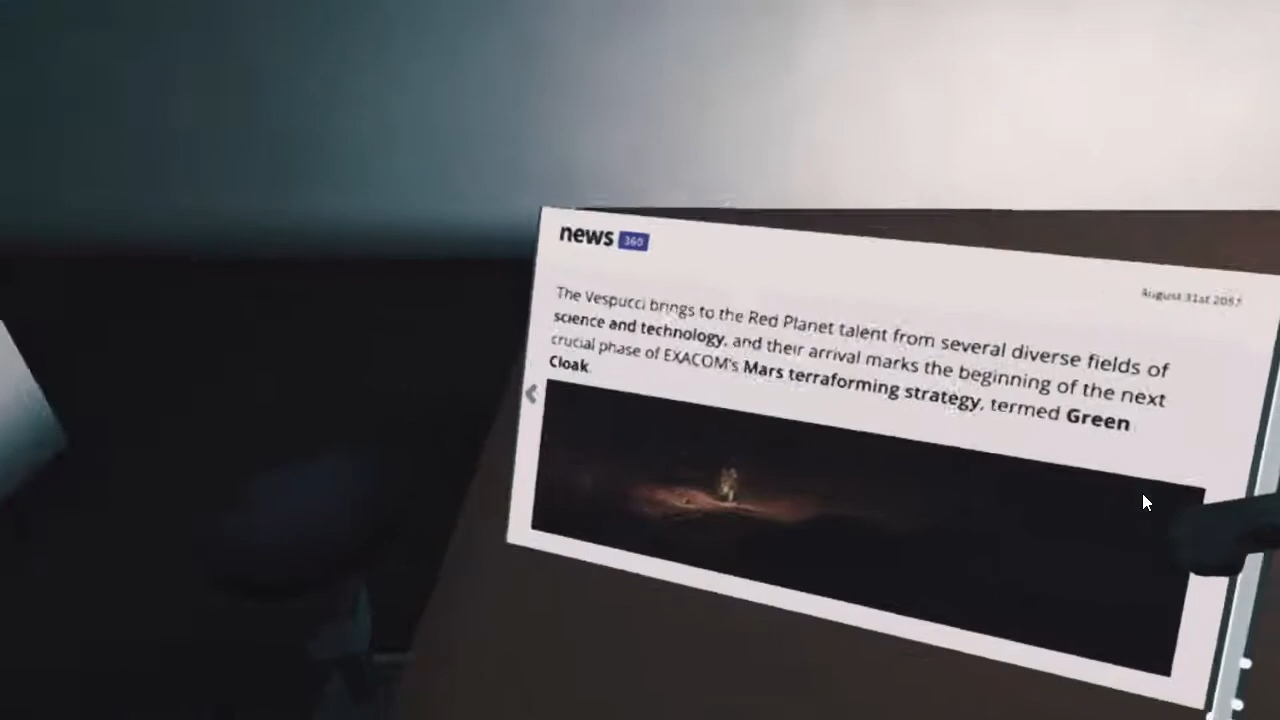 news 360
August 31st
The Vespucci brings to the Red Planet talent from several diverse fields of
science and technology, and their arrival marks the beginning of the next
crucial phase of EXACOM's Mars terraforming strategy, termed Green
Cloak.